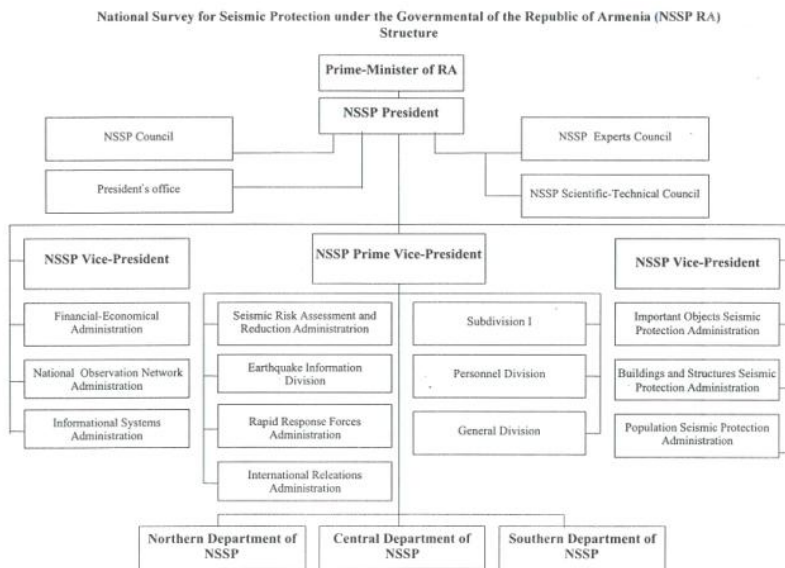 National Survey for Seismic Protection under the Governmental of the Republic of Armenia (NSSP RA)
Structure
Prime-Minister of RA
NSSP President
NSSP Council
NSSP Experts Council
President's office
NSSP Scientific-Technical Council
NSSP Vice-President
NSSP Prime Vice-President
NSSP Vice-President
Financial-Economical
Administration
Seismic Risk Assessment and
Reduction Administratrion
Subdivision I
Important Objects Seismic
Protection Administration
National Observation Network
Administration
Earthquake Information
Division
Personnel Division
Buildings and Structures Seismic
Protection Administration
Informational Systems
Administration
Rapid Response Forces
Administration
General Division
Population Seismic Protection
Administration
International Releations
Administration
Northern Department of
NSSP
Central Department of
NSSP
Southern Department of
NSSP